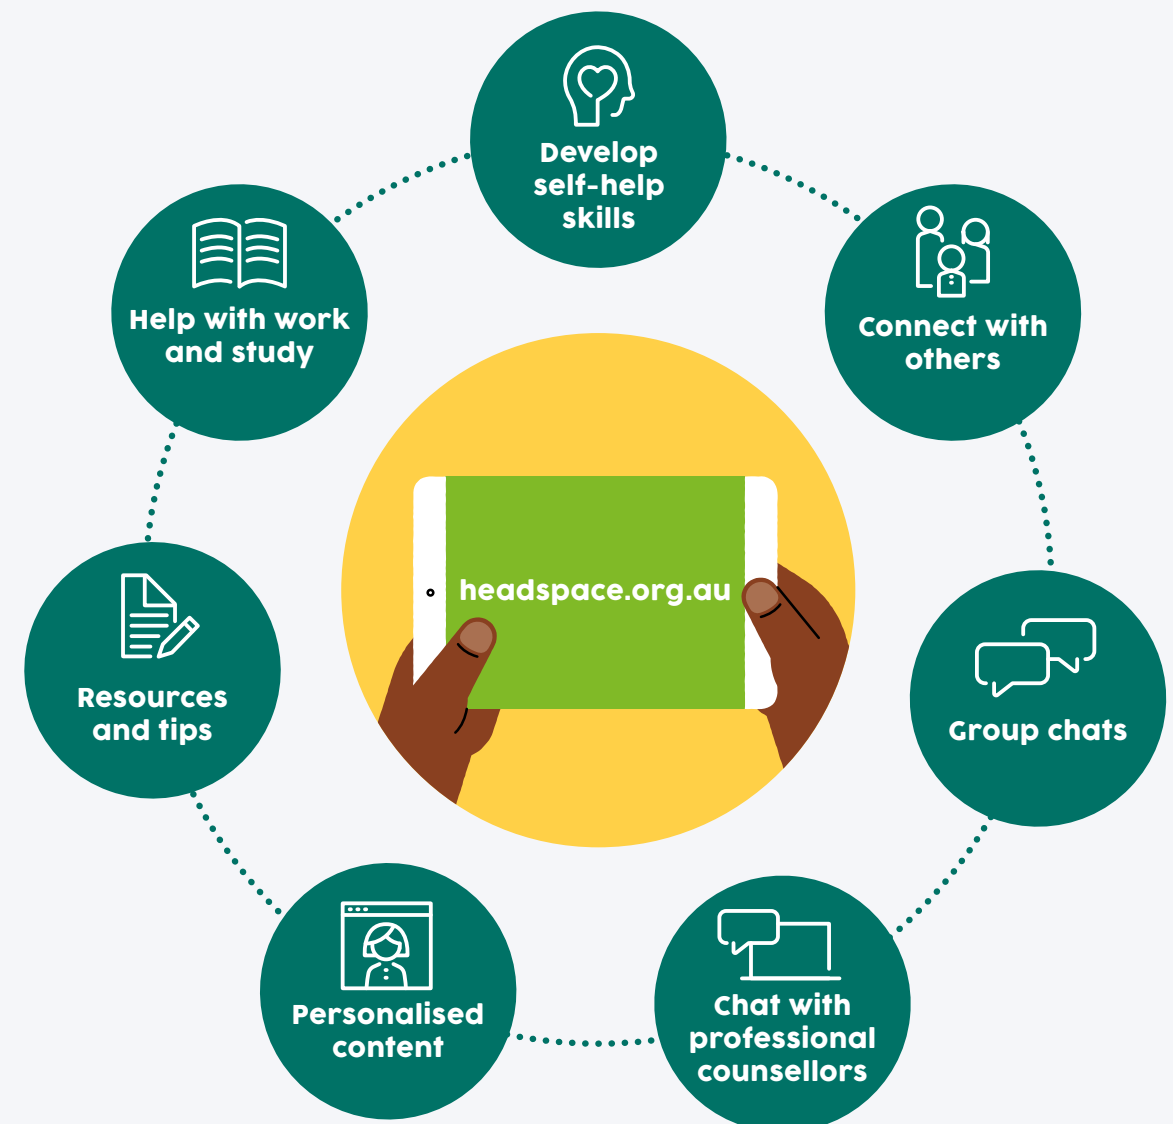 Develop
self-help
skills
Connect with
others
Group chats
Chat with
professional
counsellors
Personalised
content
Resources
and tips
Help with work
and study
headspace.org.au